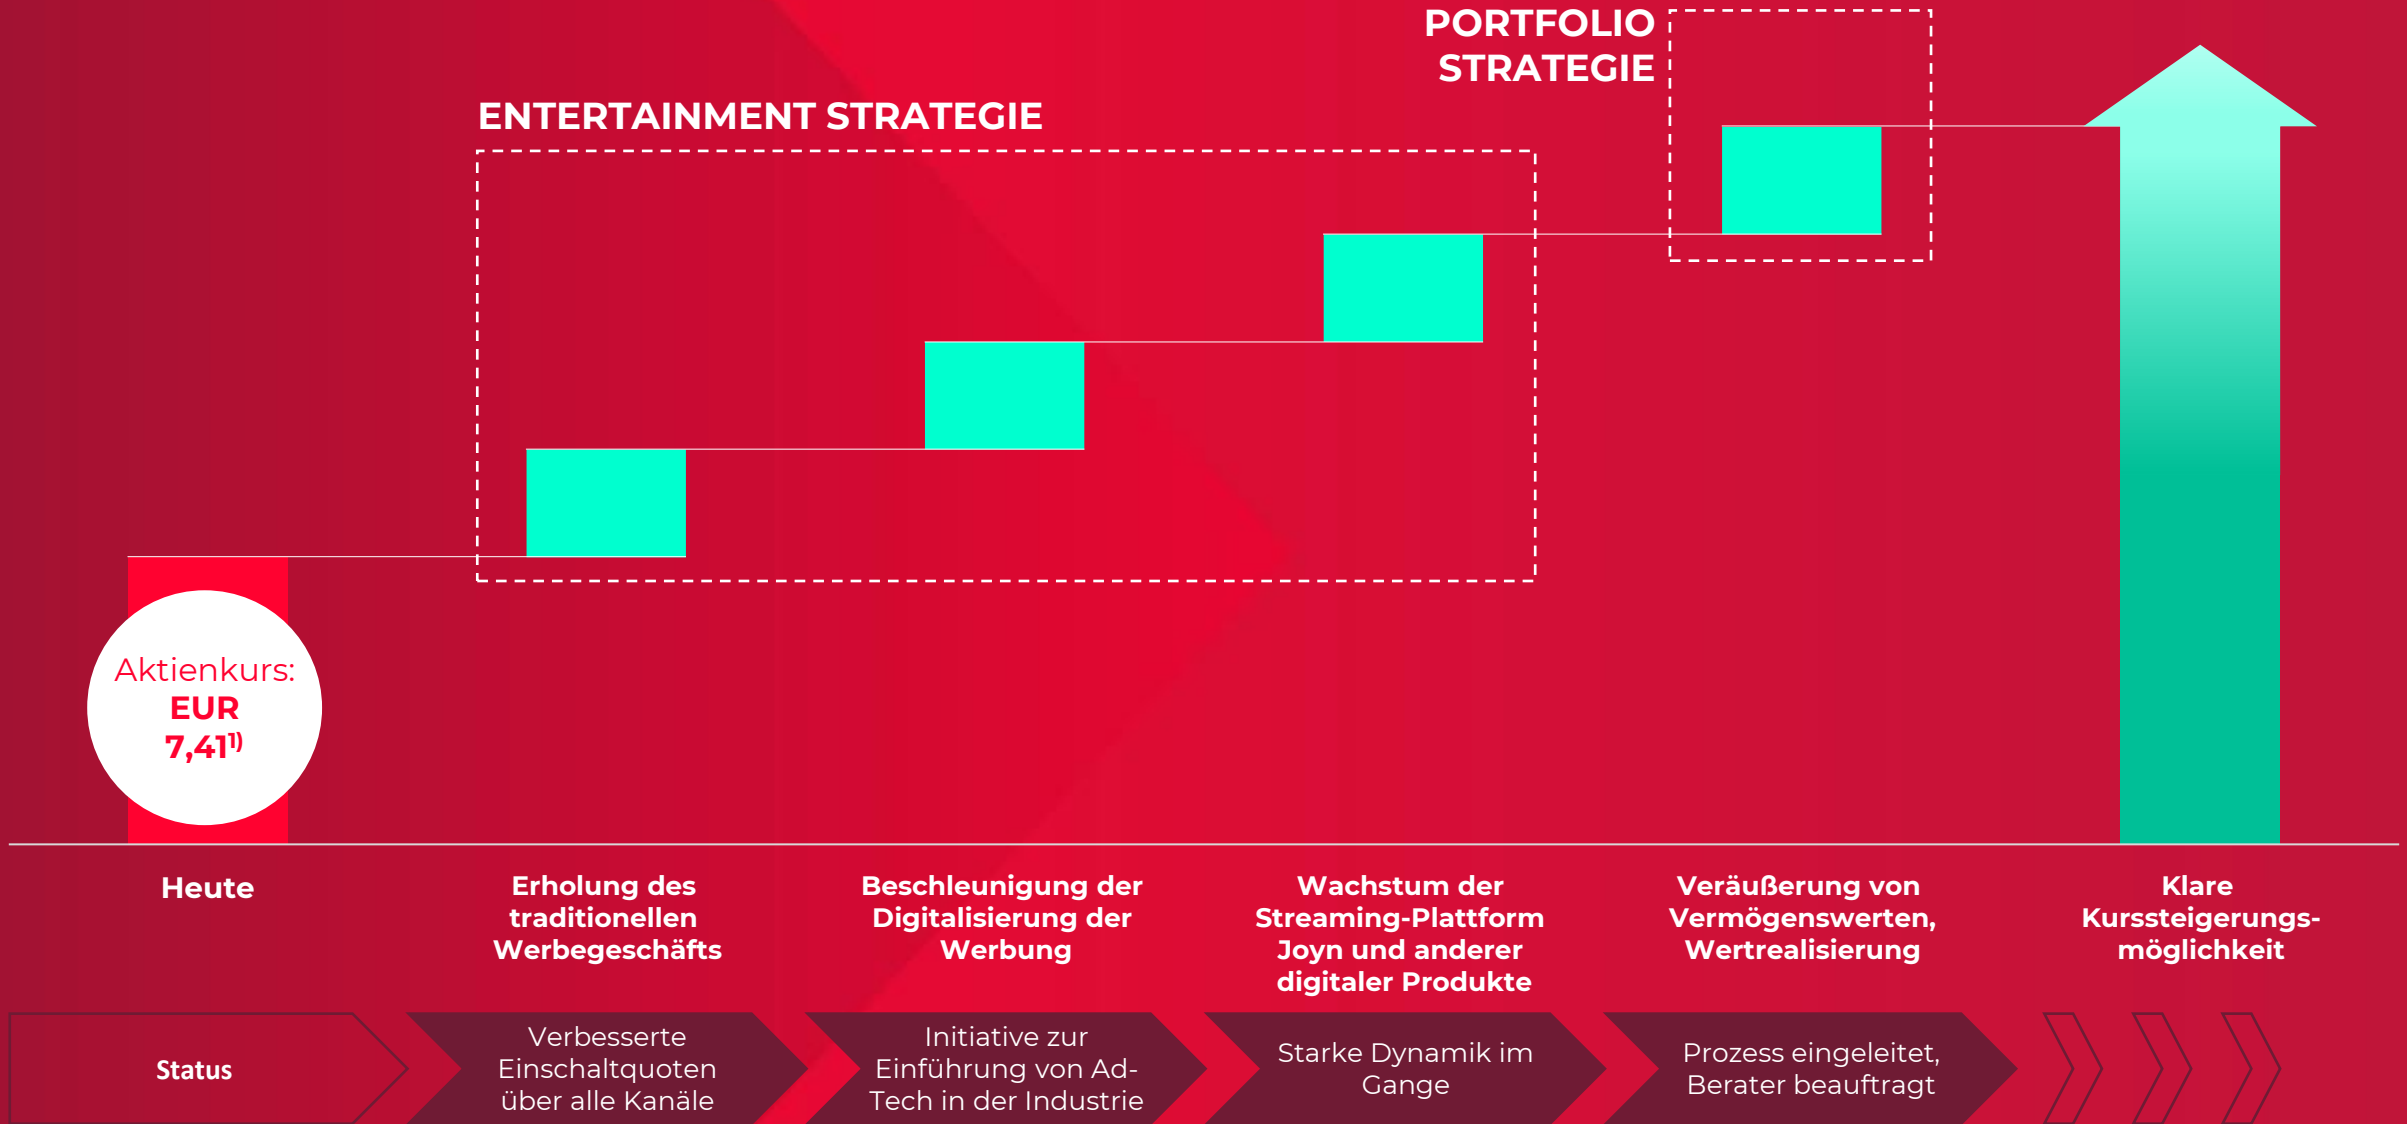 PORTFOLIO
STRATEGIE
ENTERTAINMENT STRATEGIE
Aktienkurs:
EUR
7,41¹⁾
Heute
Erholung des
traditionellen
Werbegeschäfts
Beschleunigung der
Digitalisierung der
Werbung
Wachstum der
Streaming-Plattform
Joyn und anderer
digitaler Produkte
Veräußerung von
Vermögenswerten,
Wertrealisierung
Klare
Kurssteigerungs-
möglichkeit
Status
Verbesserte
Einschaltquoten
über alle Kanäle
Initiative zur
Einführung von Ad-
Tech in der Industrie
Starke Dynamik im
Gange
Prozess eingeleitet,
Berater beauftragt